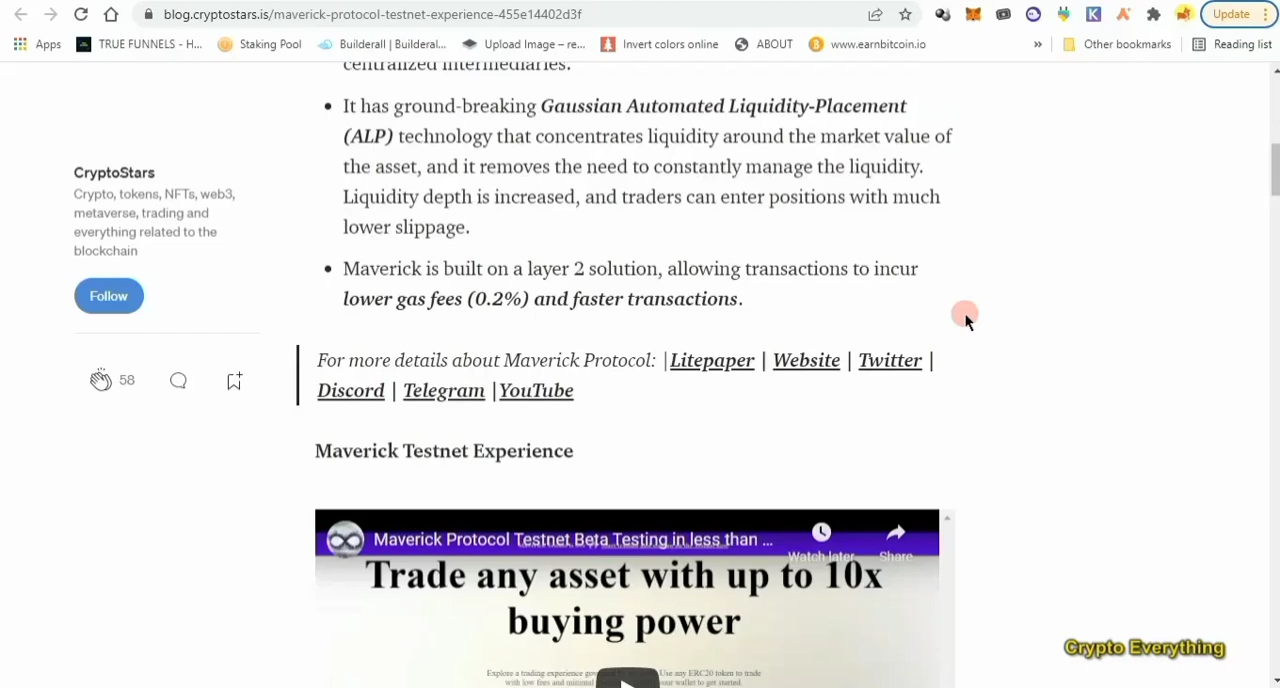 blog.cryptostars.is/maverick-protocol-testnet-experience-455e14402d3f
Update
Apps
TRUE FUNNELS - H...
Staking Pool
Builderall | Builderal...
Upload Image – re...
Invert colors online
ABOUT
www.earnbitcoin.io
»
Other bookmarks
Reading list
centralized intermediaries.
• It has ground-breaking Gaussian Automated Liquidity-Placement
(ALP) technology that concentrates liquidity around the market value of
the asset, and it removes the need to constantly manage the liquidity.
Liquidity depth is increased, and traders can enter positions with much
lower slippage.
• Maverick is built on a layer 2 solution, allowing transactions to incur
lower gas fees (0.2%) and faster transactions.
CryptoStars
Crypto, tokens, NFTs, web3,
metaverse, trading and
everything related to the
blockchain
Follow
58
For more details about Maverick Protocol: |Litepaper | Website | Twitter |
Discord | Telegram |YouTube
Maverick Testnet Experience
Maverick Protocol Testnet Beta Testing in less than ...
Watch later
Share
Trade any asset with up to 10x
buying power
Use any ERC20 token to trade
Crypto Everything